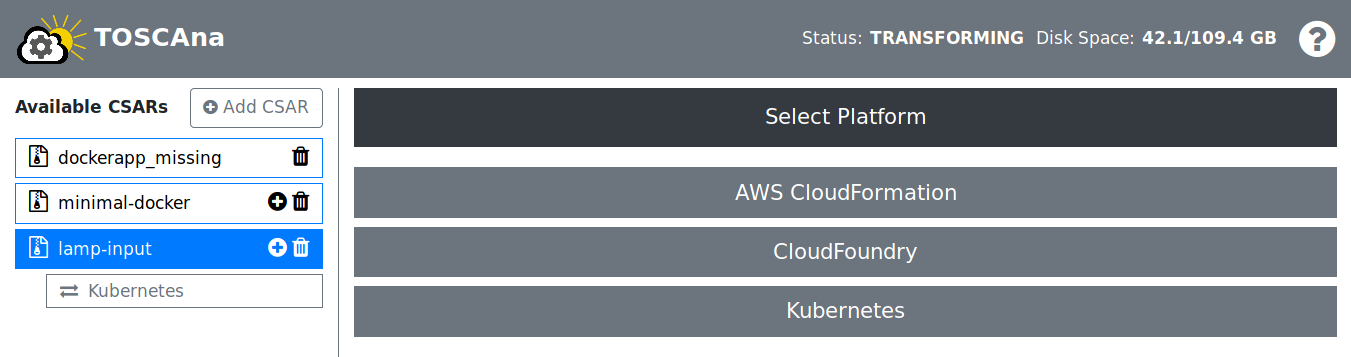 TOSCAna
Status: TRANSFORMING Disk Space: 42.1/109.4 GB
Available CSARs
Add CSAR
dockerapp_missing
minimal-docker
lamp-input
Kubernetes
Select Platform
AWS CloudFormation
CloudFoundry
Kubernetes